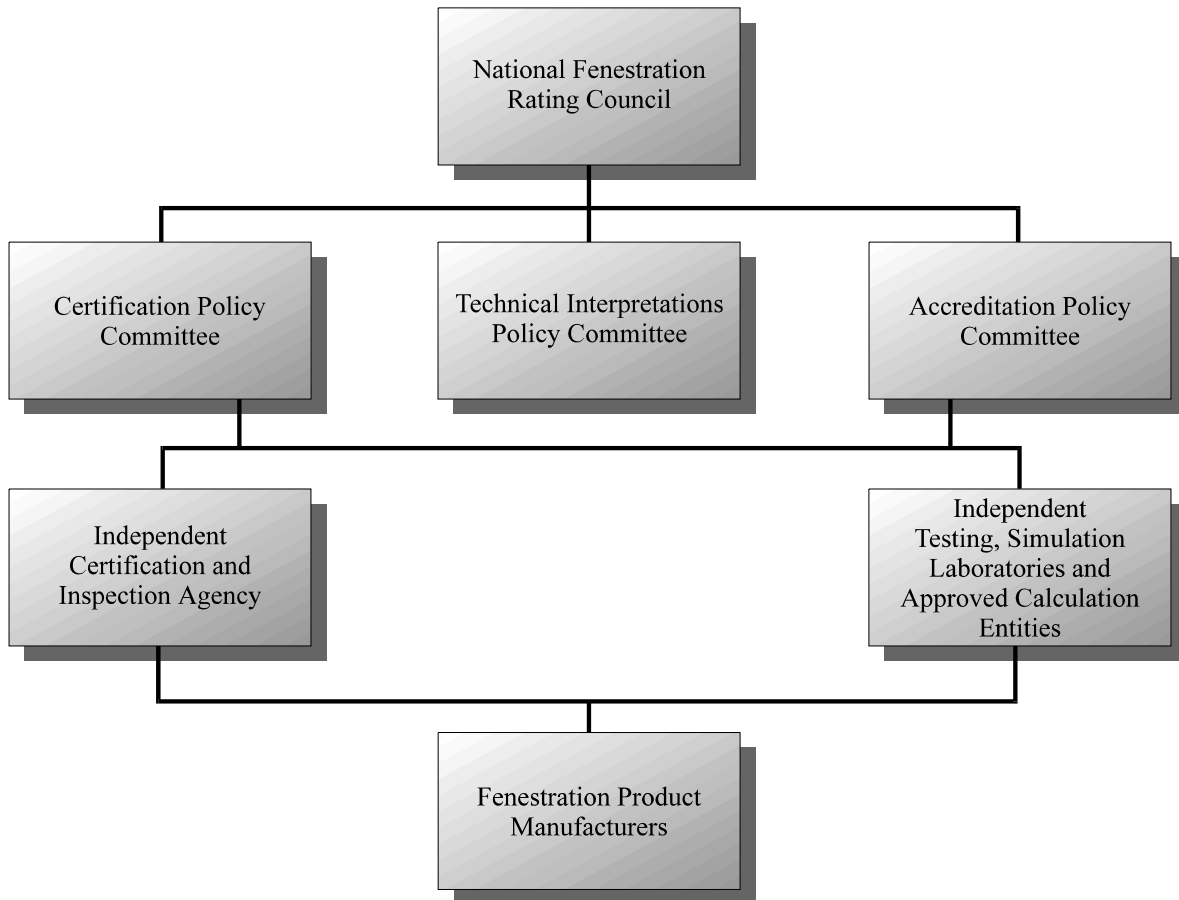 National Fenestration
Rating Council
Certification Policy
Committee
Technical Interpretations
Policy Committee
Accreditation Policy
Committee
Independent
Certification and
Inspection Agency
Independent
Testing, Simulation
Laboratories and
Approved Calculation
Entities
Fenestration Product
Manufacturers